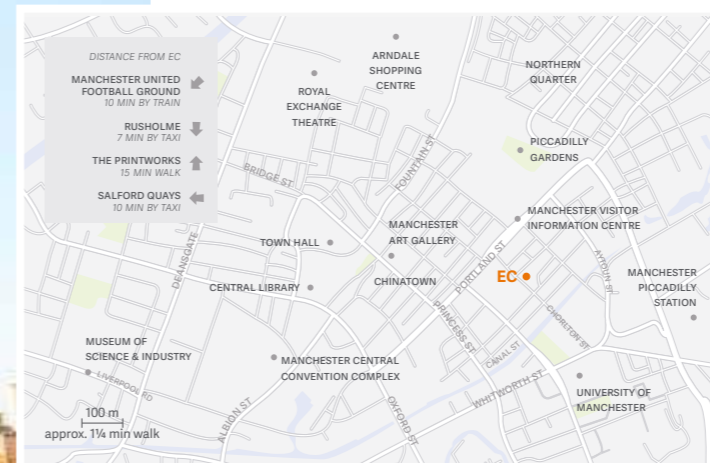 DISTANCE FROM EC
MANCHESTER UNITED
FOOTBALL GROUND
10 MIN BY TRAIN
RUSHOLME
7 MIN BY TAXI
THE PRINTWORKS
15 MIN WALK
SALFORD QUAYS
10 MIN BY TAXI
ARNDALE
SHOPPING
CENTRE
ROYAL
EXCHANGE
THEATRE
NORTHERN
QUARTER
PICCADILLY
GARDENS
BRIDGE ST
FOUNTAIN ST
MANCHESTER VISITOR
INFORMATION CENTRE
MANCHESTER
ART GALLERY
TOWN HALL
DEANSGATE
PORTLAND ST
AYTOUN ST
EC
CENTRAL LIBRARY
CHINATOWN
MANCHESTER
PICCADILLY
STATION
PRINCESS ST
CHORLTON ST
CANAL ST
MUSEUM OF
SCIENCE & INDUSTRY
LIVERPOOL RD
MANCHESTER CENTRAL
CONVENTION COMPLEX
WHITWORTH ST
UNIVERSITY OF
MANCHESTER
ALBION ST
OXFORD ST
100 m
approx. 1¼ min walk